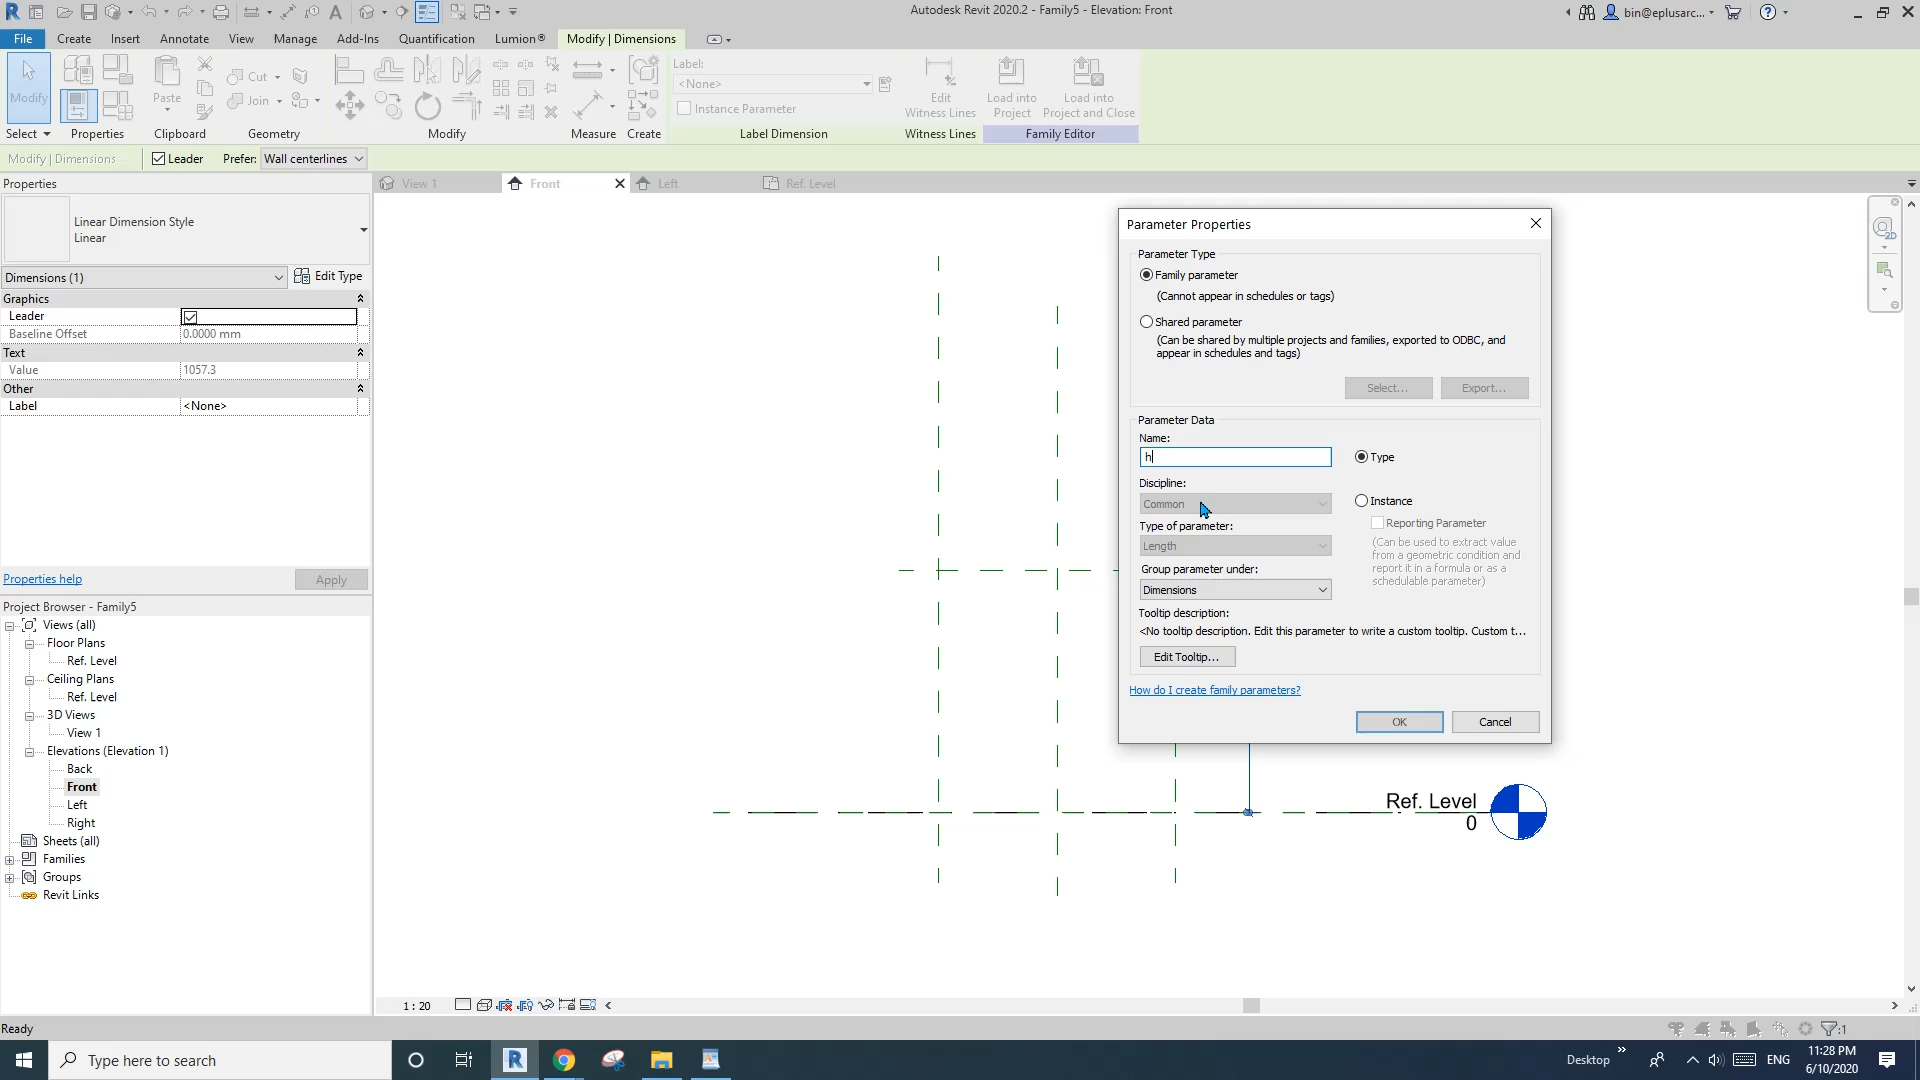 Autodesk Revit 2020.2 - Family5 - Elevation: Front
bin@eplusarc...
File Create Insert Annotate View Manage Add-Ins Quantification Lumion® Modify | Dimensions
Modify
Paste
Cut
Join
Label:
<None>
Instance Parameter
Edit Witness Lines
Load into Project
Load into Project and Close
Select Properties Clipboard Geometry Modify Measure Create Label Dimension Witness Lines Family Editor
Modify | Dimensions Leader Prefer: Wall centerlines
Properties
View 1 Front Left Ref. Level
Linear Dimension Style
Linear
Dimensions (1) Edit Type
Graphics
Leader
Baseline Offset 0.0000 mm
Text
Value 1057.3
Other
Label <None>
Properties help Apply
Project Browser - Family5
Views (all)
Floor Plans
Ref. Level
Ceiling Plans
Ref. Level
3D Views
View 1
Elevations (Elevation 1)
Back
Front
Left
Right
Sheets (all)
Families
Groups
Revit Links
Parameter Properties
Parameter Type
Family parameter
(Cannot appear in schedules or tags)
Shared parameter
(Can be shared by multiple projects and families, exported to ODBC, and
appear in schedules and tags)
Select... Export...
Parameter Data
Name:
h
Type
Discipline:
Common
Instance
Type of parameter:
Reporting Parameter
Length
(Can be used to extract value
from a geometric condition and
report it in a formula or as a
schedulable parameter)
Group parameter under:
Dimensions
Tooltip description:
<No tooltip description. Edit this parameter to write a custom tooltip. Custom t...
Edit Tooltip...
How do I create family parameters?
OK Cancel
Ref. Level
0
1 : 20
Ready
:1
Type here to search
Desktop
ENG
11:28 PM
6/10/2020